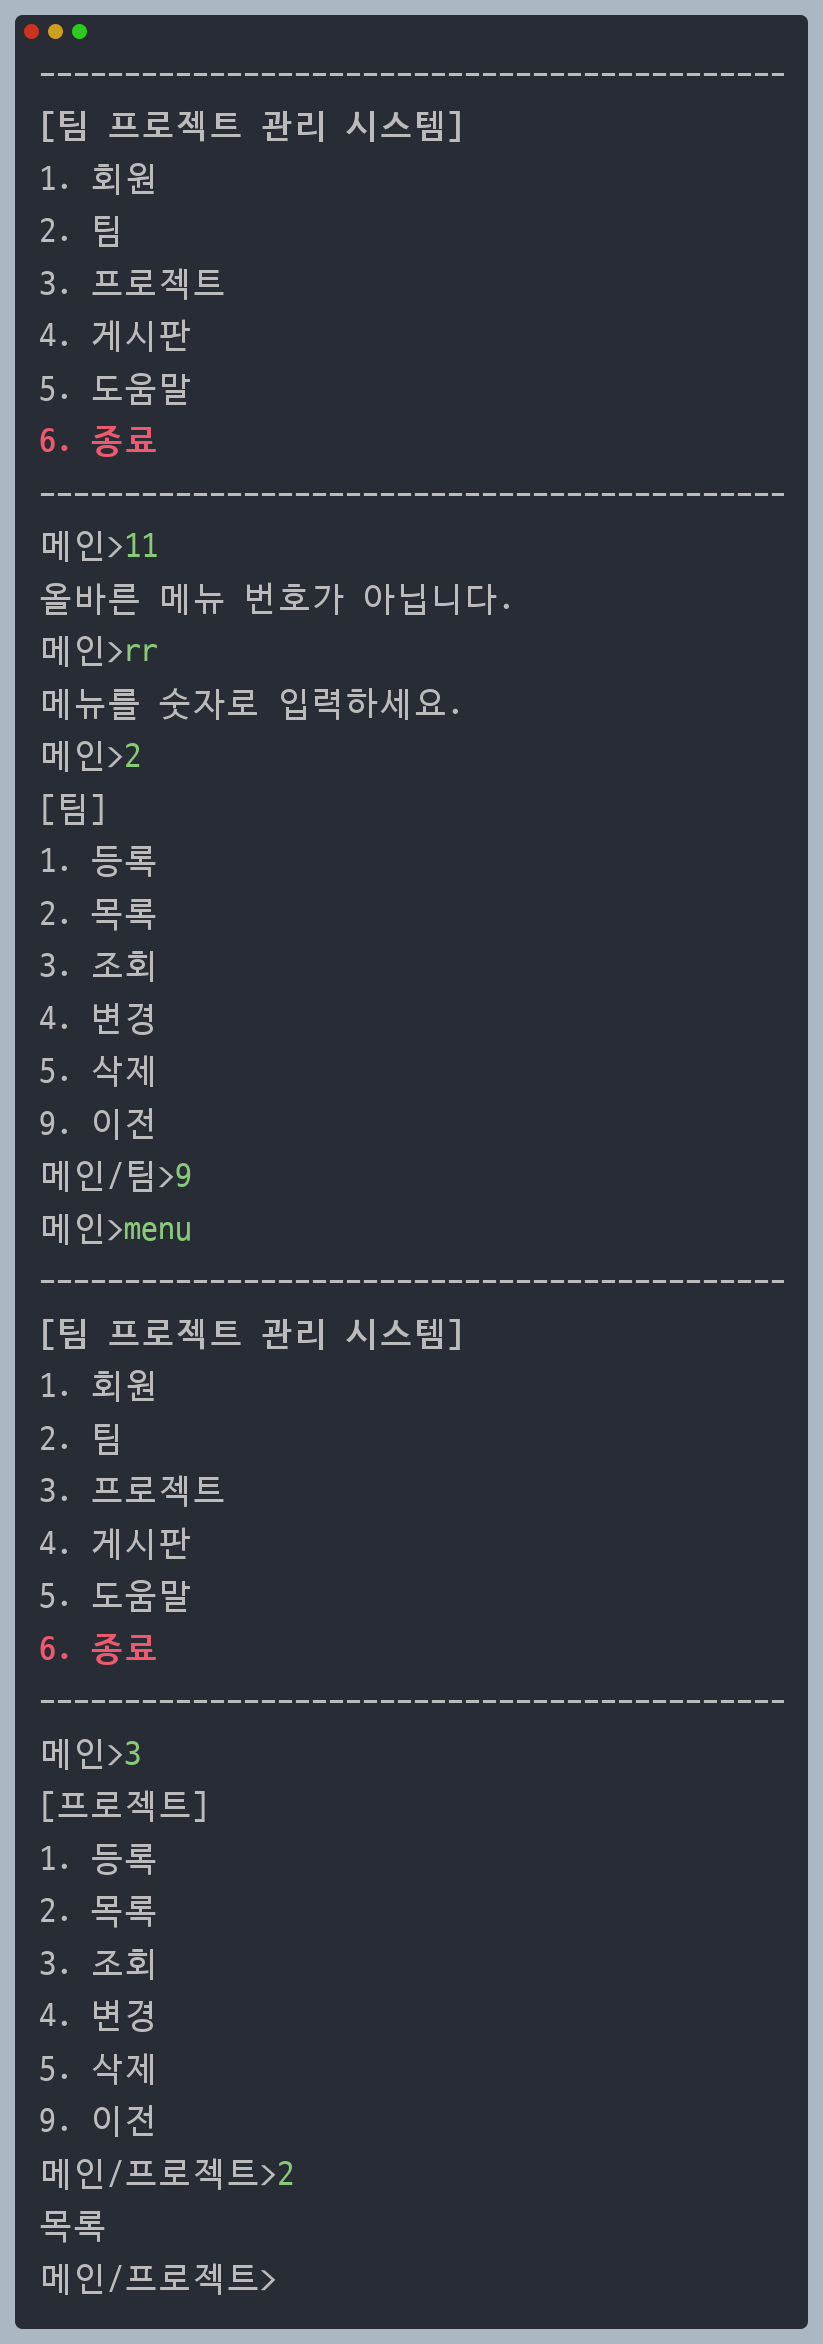 --------------------------------------------
[팀 프로젝트 관리 시스템]
1. 회원
2. 팀
3. 프로젝트
4. 게시판
5. 도움말
6. 종료
--------------------------------------------
메인>11
올바른 메뉴 번호가 아닙니다.
메인>rr
메뉴를 숫자로 입력하세요.
메인>2
[팀]
1. 등록
2. 목록
3. 조회
4. 변경
5. 삭제
9. 이전
메인/팀>9
메인>menu
--------------------------------------------
[팀 프로젝트 관리 시스템]
1. 회원
2. 팀
3. 프로젝트
4. 게시판
5. 도움말
6. 종료
--------------------------------------------
메인>3
[프로젝트]
1. 등록
2. 목록
3. 조회
4. 변경
5. 삭제
9. 이전
메인/프로젝트>2
목록
메인/프로젝트>